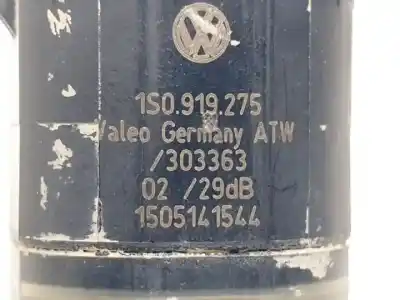 1S0.919.275
Valeo Germany ATW
/303363
02 /29dB
1505141544